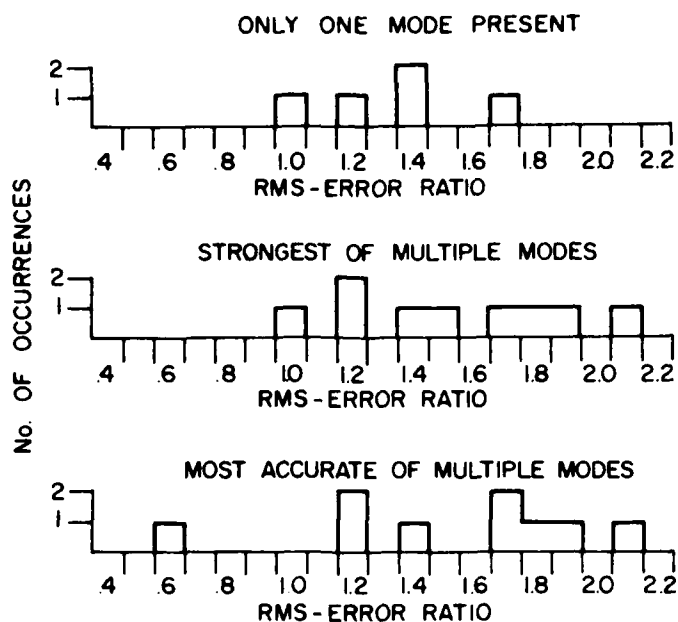 ONLY ONE MODE PRESENT
2
1
.4 .6 .8 1.0 1.2 1.4 1.6 1.8 2.0 2.2
RMS-ERROR RATIO
No. OF OCCURRENCES
STRONGEST OF MULTIPLE MODES
2
1
.4 .6 .8 1.0 1.2 1.4 1.6 1.8 2.0 2.2
RMS-ERROR RATIO
MOST ACCURATE OF MULTIPLE MODES
2
1
.4 .6 .8 1.0 1.2 1.4 1.6 1.8 2.0 2.2
RMS-ERROR RATIO